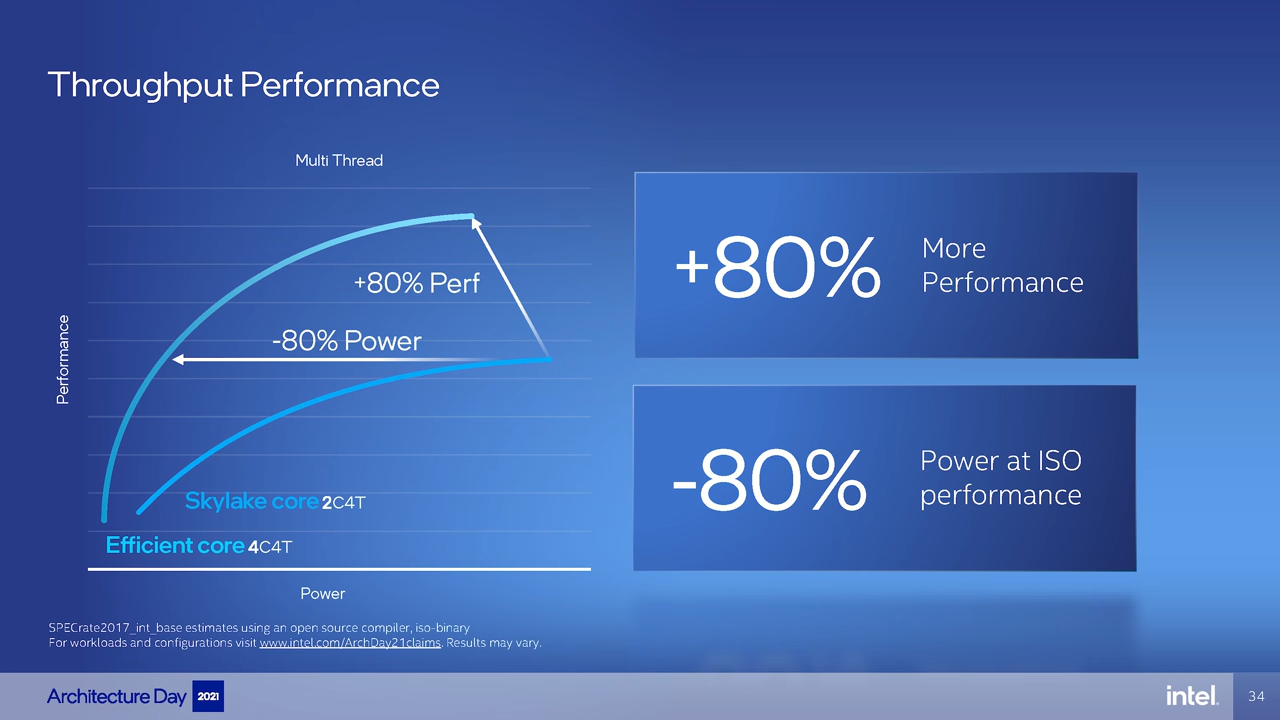 Throughput Performance
Multi Thread
Performance
+80% Perf
-80% Power
Skylake core 2C4T
Efficient core 4C4T
Power
+80%
More
Performance
-80%
Power at ISO
performance
SPECrate2017_int_base estimates using an open source compiler, iso-binary
For workloads and configurations visit www.intel.com/ArchDay21claims. Results may vary.
Architecture Day 2021
intel.
34